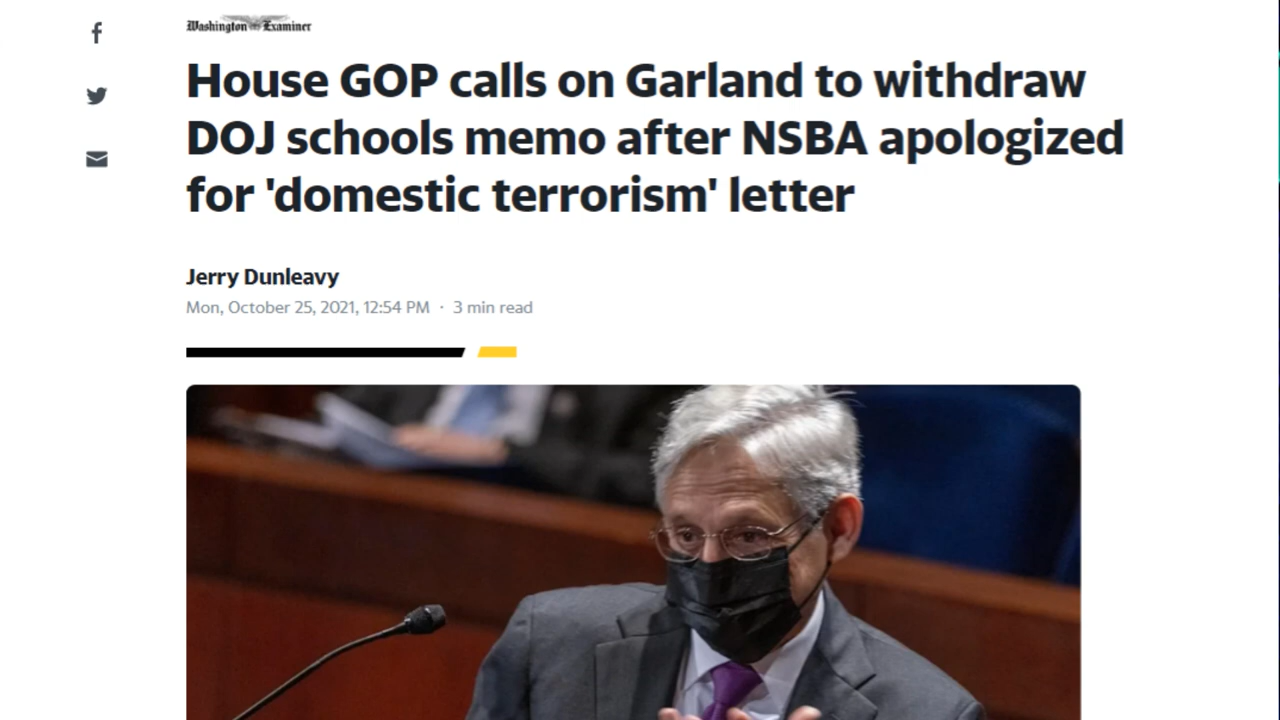 Washington Examiner
House GOP calls on Garland to withdraw
DOJ schools memo after NSBA apologized
for 'domestic terrorism' letter
Jerry Dunleavy
Mon, October 25, 2021, 12:54 PM · 3 min read